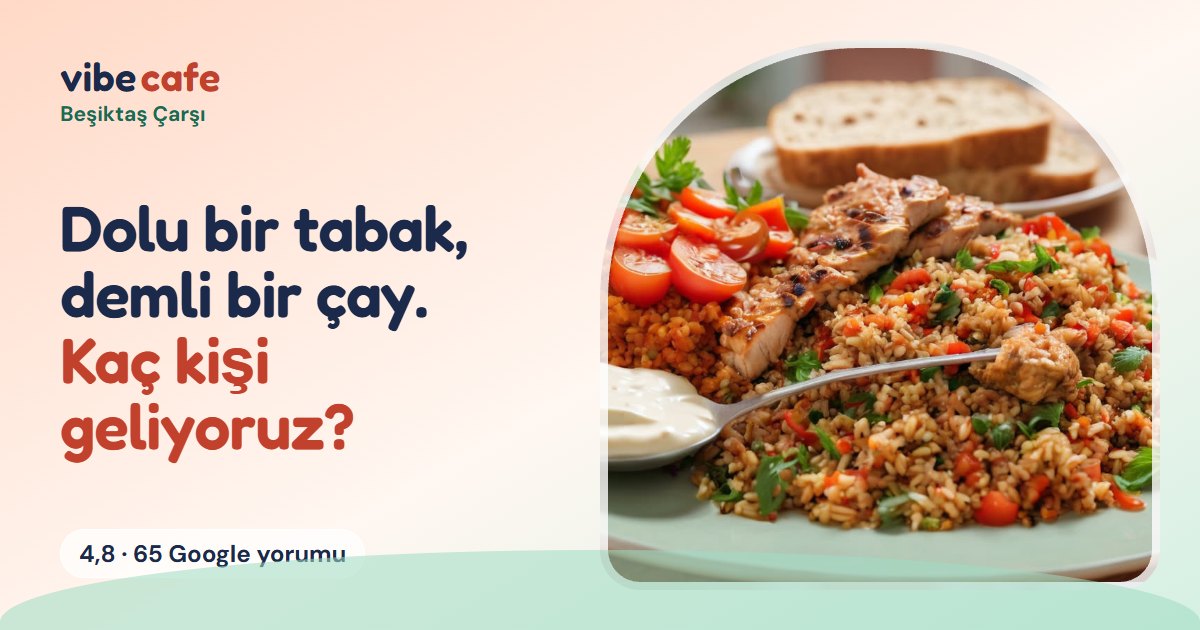 vibe cafe
Beşiktaş Çarşı
Dolu bir tabak,
demli bir çay.
Kaç kişi
geliyoruz?
4,8 · 65 Google yorumu